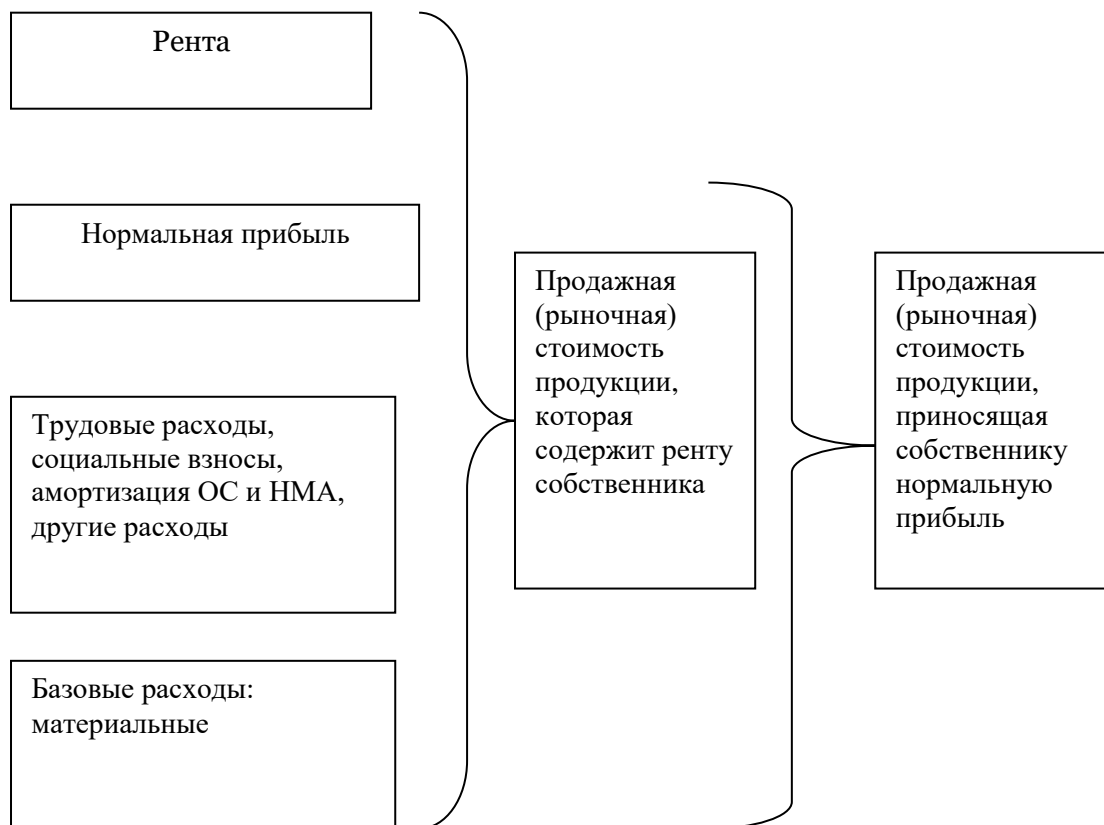 Рента
Нормальная прибыль
Трудовые расходы,
социальные взносы,
амортизация ОС и НМА,
другие расходы
Базовые расходы:
материальные
Продажная
(рыночная)
стоимость
продукции,
которая
содержит ренту
собственника
Продажная
(рыночная)
стоимость
продукции,
приносящая
собственнику
нормальную
прибыль